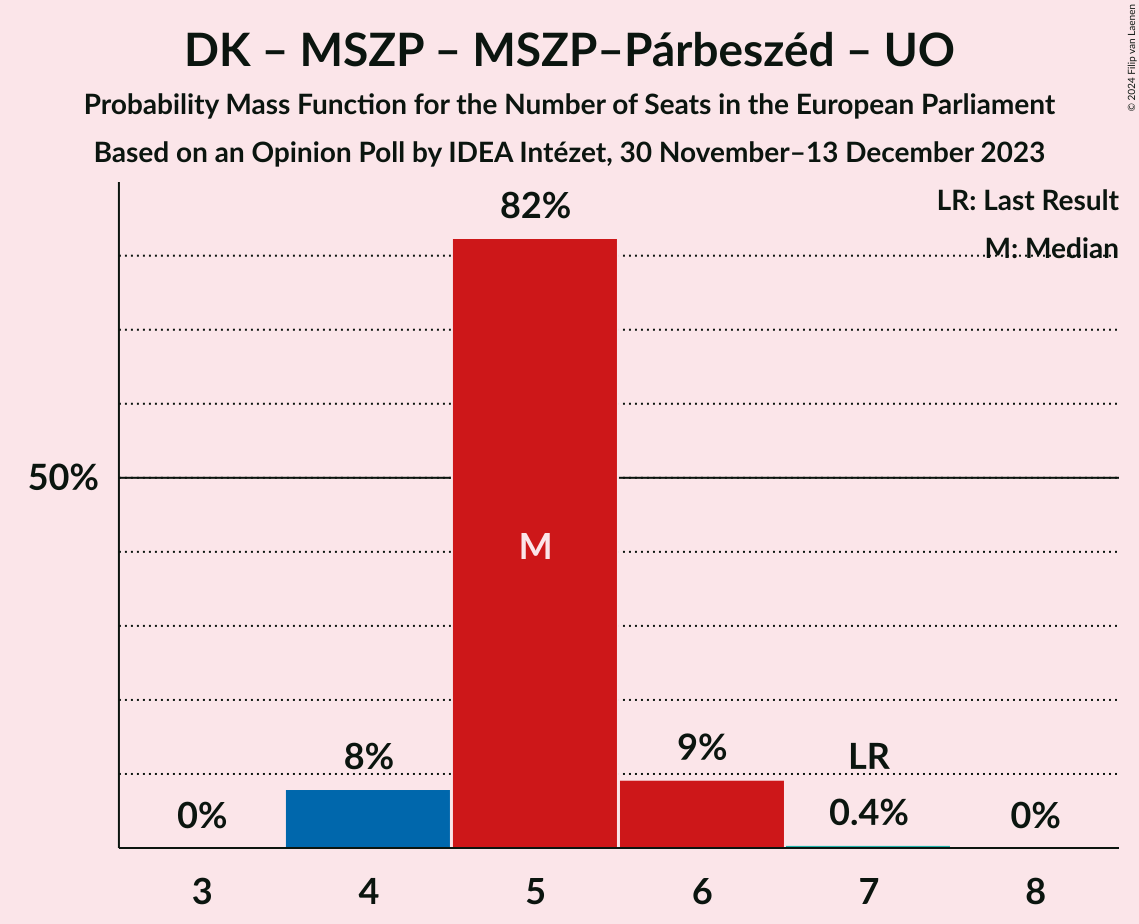 DK – MSZP – MSZP–Párbeszéd – UO
Probability Mass Function for the Number of Seats in the European Parliament
Based on an Opinion Poll by IDEA Intézet, 30 November–13 December 2023
© 2024 Filip van Laenen
LR: Last Result
M: Median
82%
50%
M
8%
9%
LR
0%
0.4%
0%
3
4
5
6
7
8